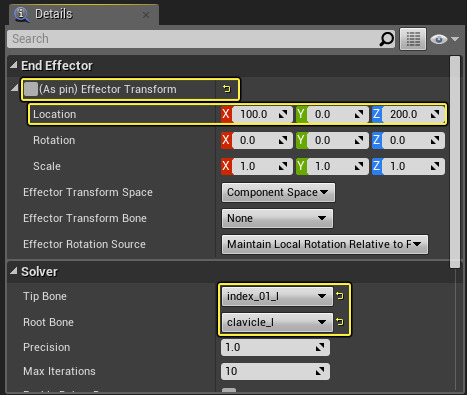 Details
Search
End Effector
(As pin) Effector Transform
Location X 100.0 Y 0.0 Z 200.0
Rotation X 0.0 Y 0.0 Z 0.0
Scale X 1.0 Y 1.0 Z 1.0
Effector Transform Space Component Space
Effector Transform Bone None
Effector Rotation Source Maintain Local Rotation Relative to P
Solver
Tip Bone index_01_l
Root Bone clavicle_l
Precision 1.0
Max Iterations 10